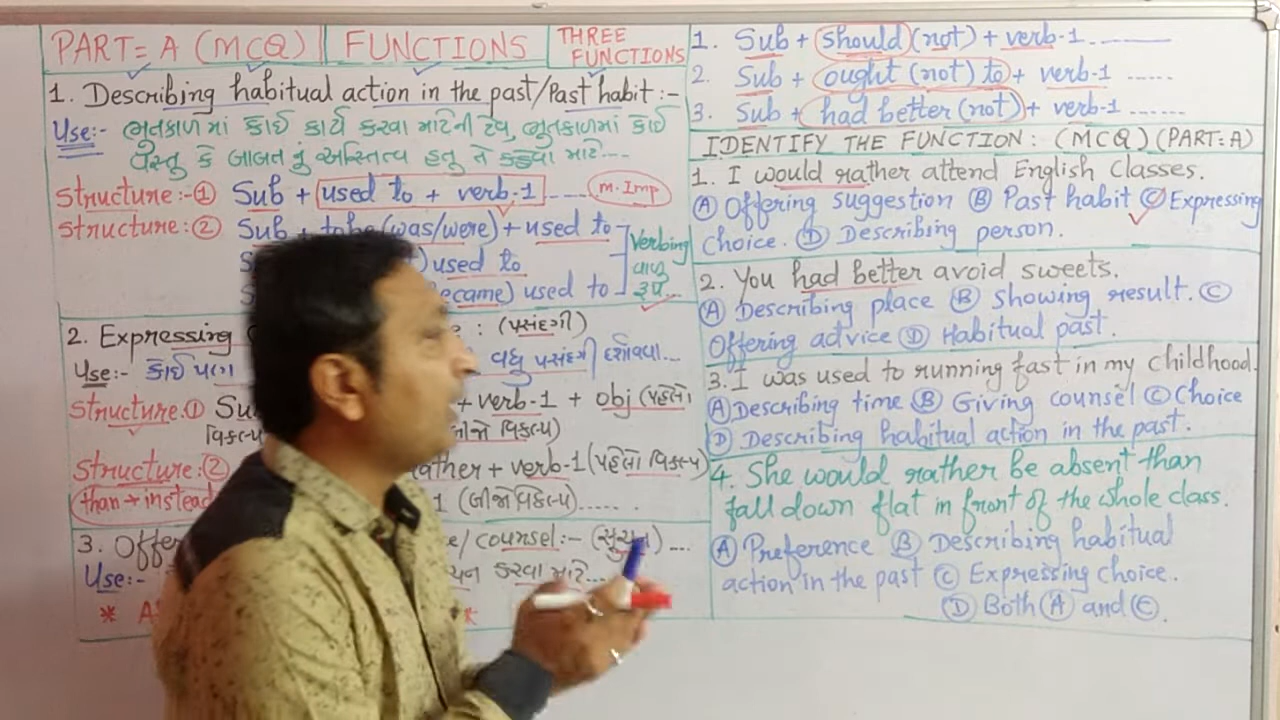 PART=A (MCQ) FUNCTIONS THREE FUNCTIONS
1. Describing habitual action in the past/Past habit :-
Use:- ભુતકાળ માં કોઈ કાર્ય કરવા માટેની ટેવ, ભુતકાળમાં કોઈ
વસ્તુ કે બાબત નું અસ્તિત્વ હતુ તે કહેવા માટે....
Structure:-① Sub + used to + verb-1 ...... m. Imp
Structure:② Sub + tobe (was/were) + used to
) used to
ecame) used to
Verbing
વાળુ
રૂપ
2. Expressing : (પસંદગી)
Use:- કોઈ પણ વધુ પસંદગી દર્શાવવા...
Structure:① Su + verb-1 + obj (પહેલો
વિકલ્પ) વિકલ્પ)
Structure:② ather + verb-1 (પહેલો વિકલ્પ)
than → instead 1 (બીજો વિકલ્પ)...... .
3. Offe e/ counsel:- (સૂચન) ....
Use:- કરવા માટે...
* A *
1. Sub + should (not) + verb-1 ..........
2. Sub + ought (not) to + verb-1 ......
3. Sub + had better (not) + verb-1 ......
IDENTIFY THE FUNCTION: (MCQ) (PART:A)
1. I would rather attend English Classes.
Ⓐ Offering suggestion Ⓑ Past habit Ⓒ Expressing
choice. Ⓓ Describing person.
2. You had better avoid sweets.
Ⓐ Describing place Ⓑ showing result. Ⓒ
Offering advice Ⓓ Habitual past.
3. I was used to running fast in my childhood.
Ⓐ Describing time Ⓑ Giving counsel Ⓒ Choice
Ⓓ Describing habitual action in the past.
4. She would rather be absent than
fall down flat in front of the whole class.
Ⓐ Preference Ⓑ Describing habitual
action in the past Ⓒ Expressing choice.
Ⓓ Both Ⓐ and Ⓒ.